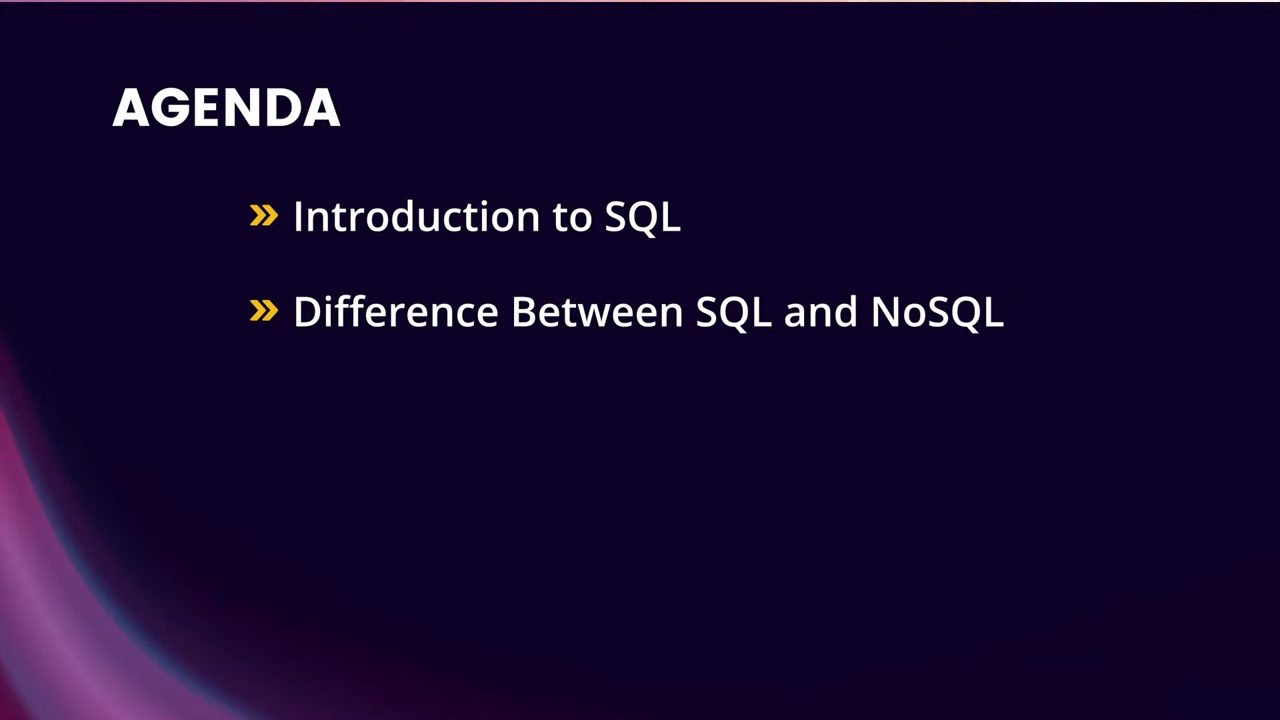 AGENDA
» Introduction to SQL
» Difference Between SQL and NoSQL